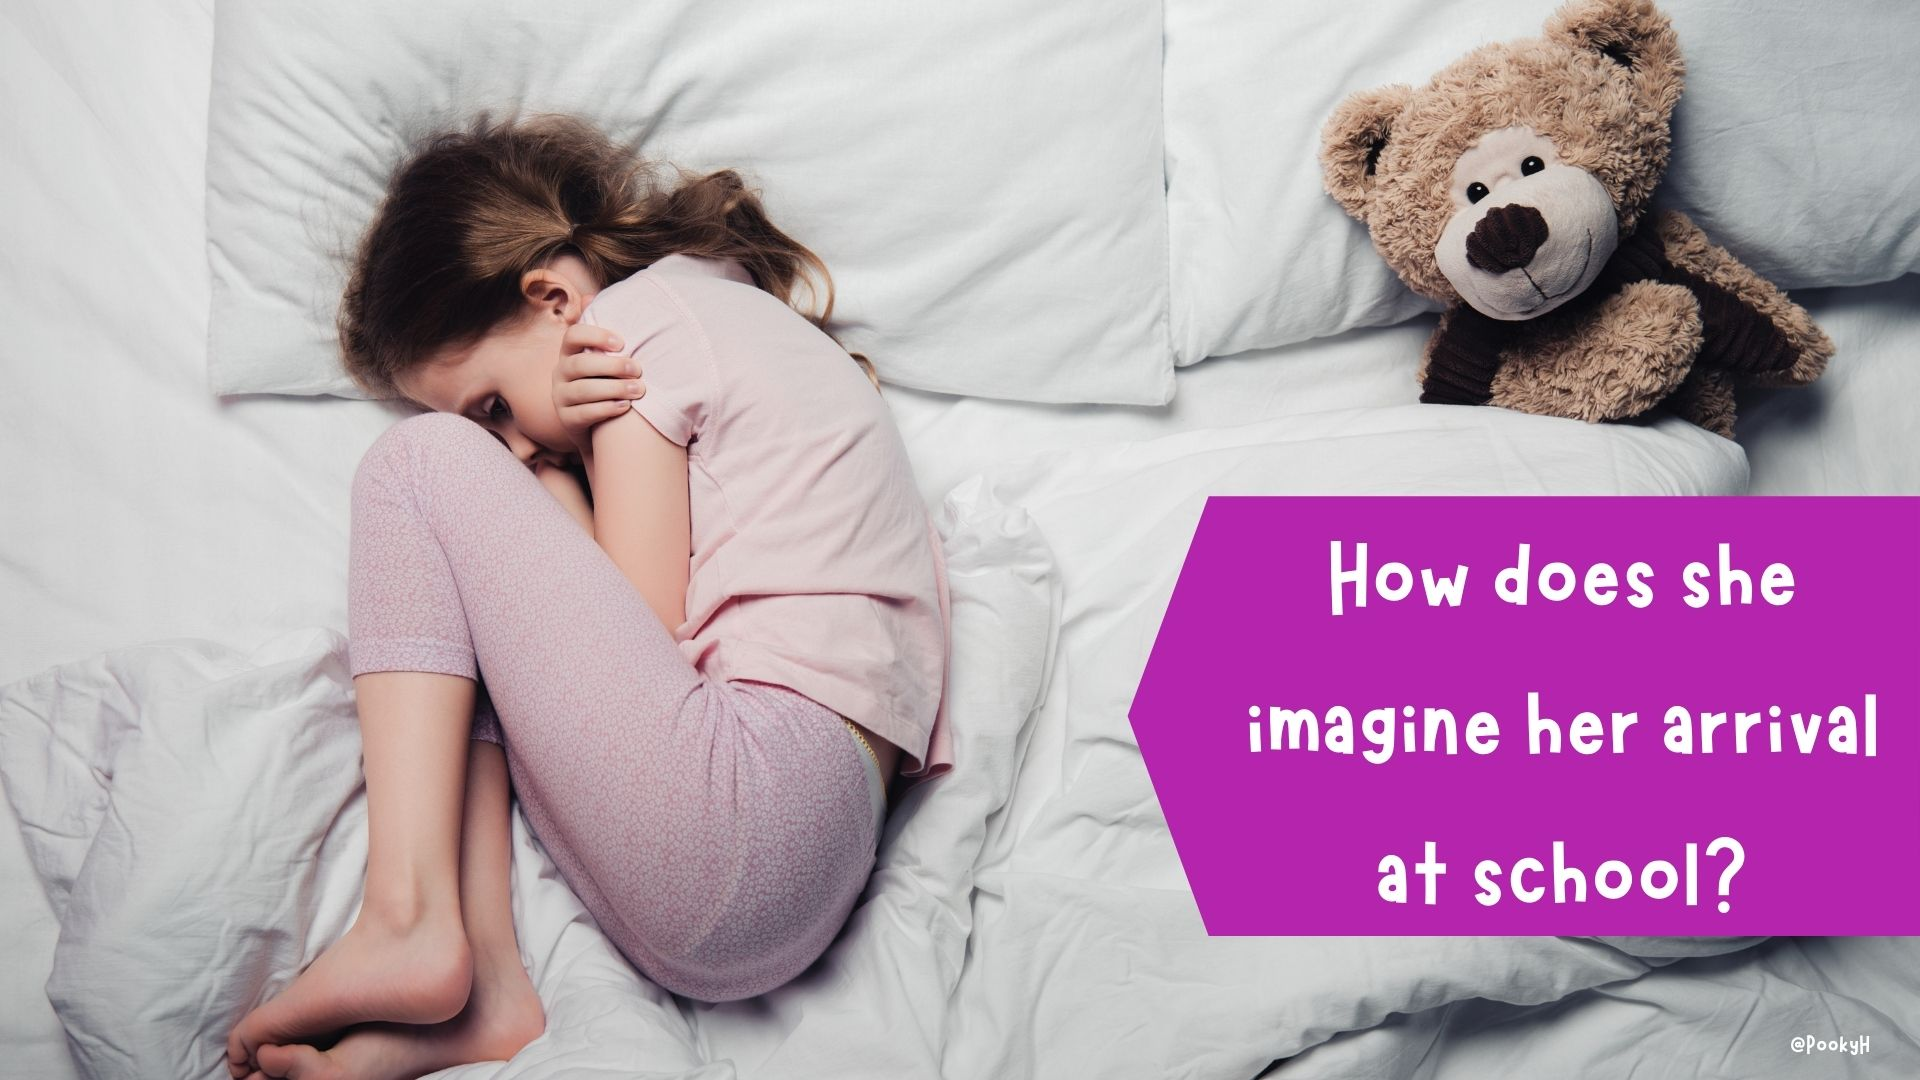 How does she
imagine her arrival
at school?
@PookyH